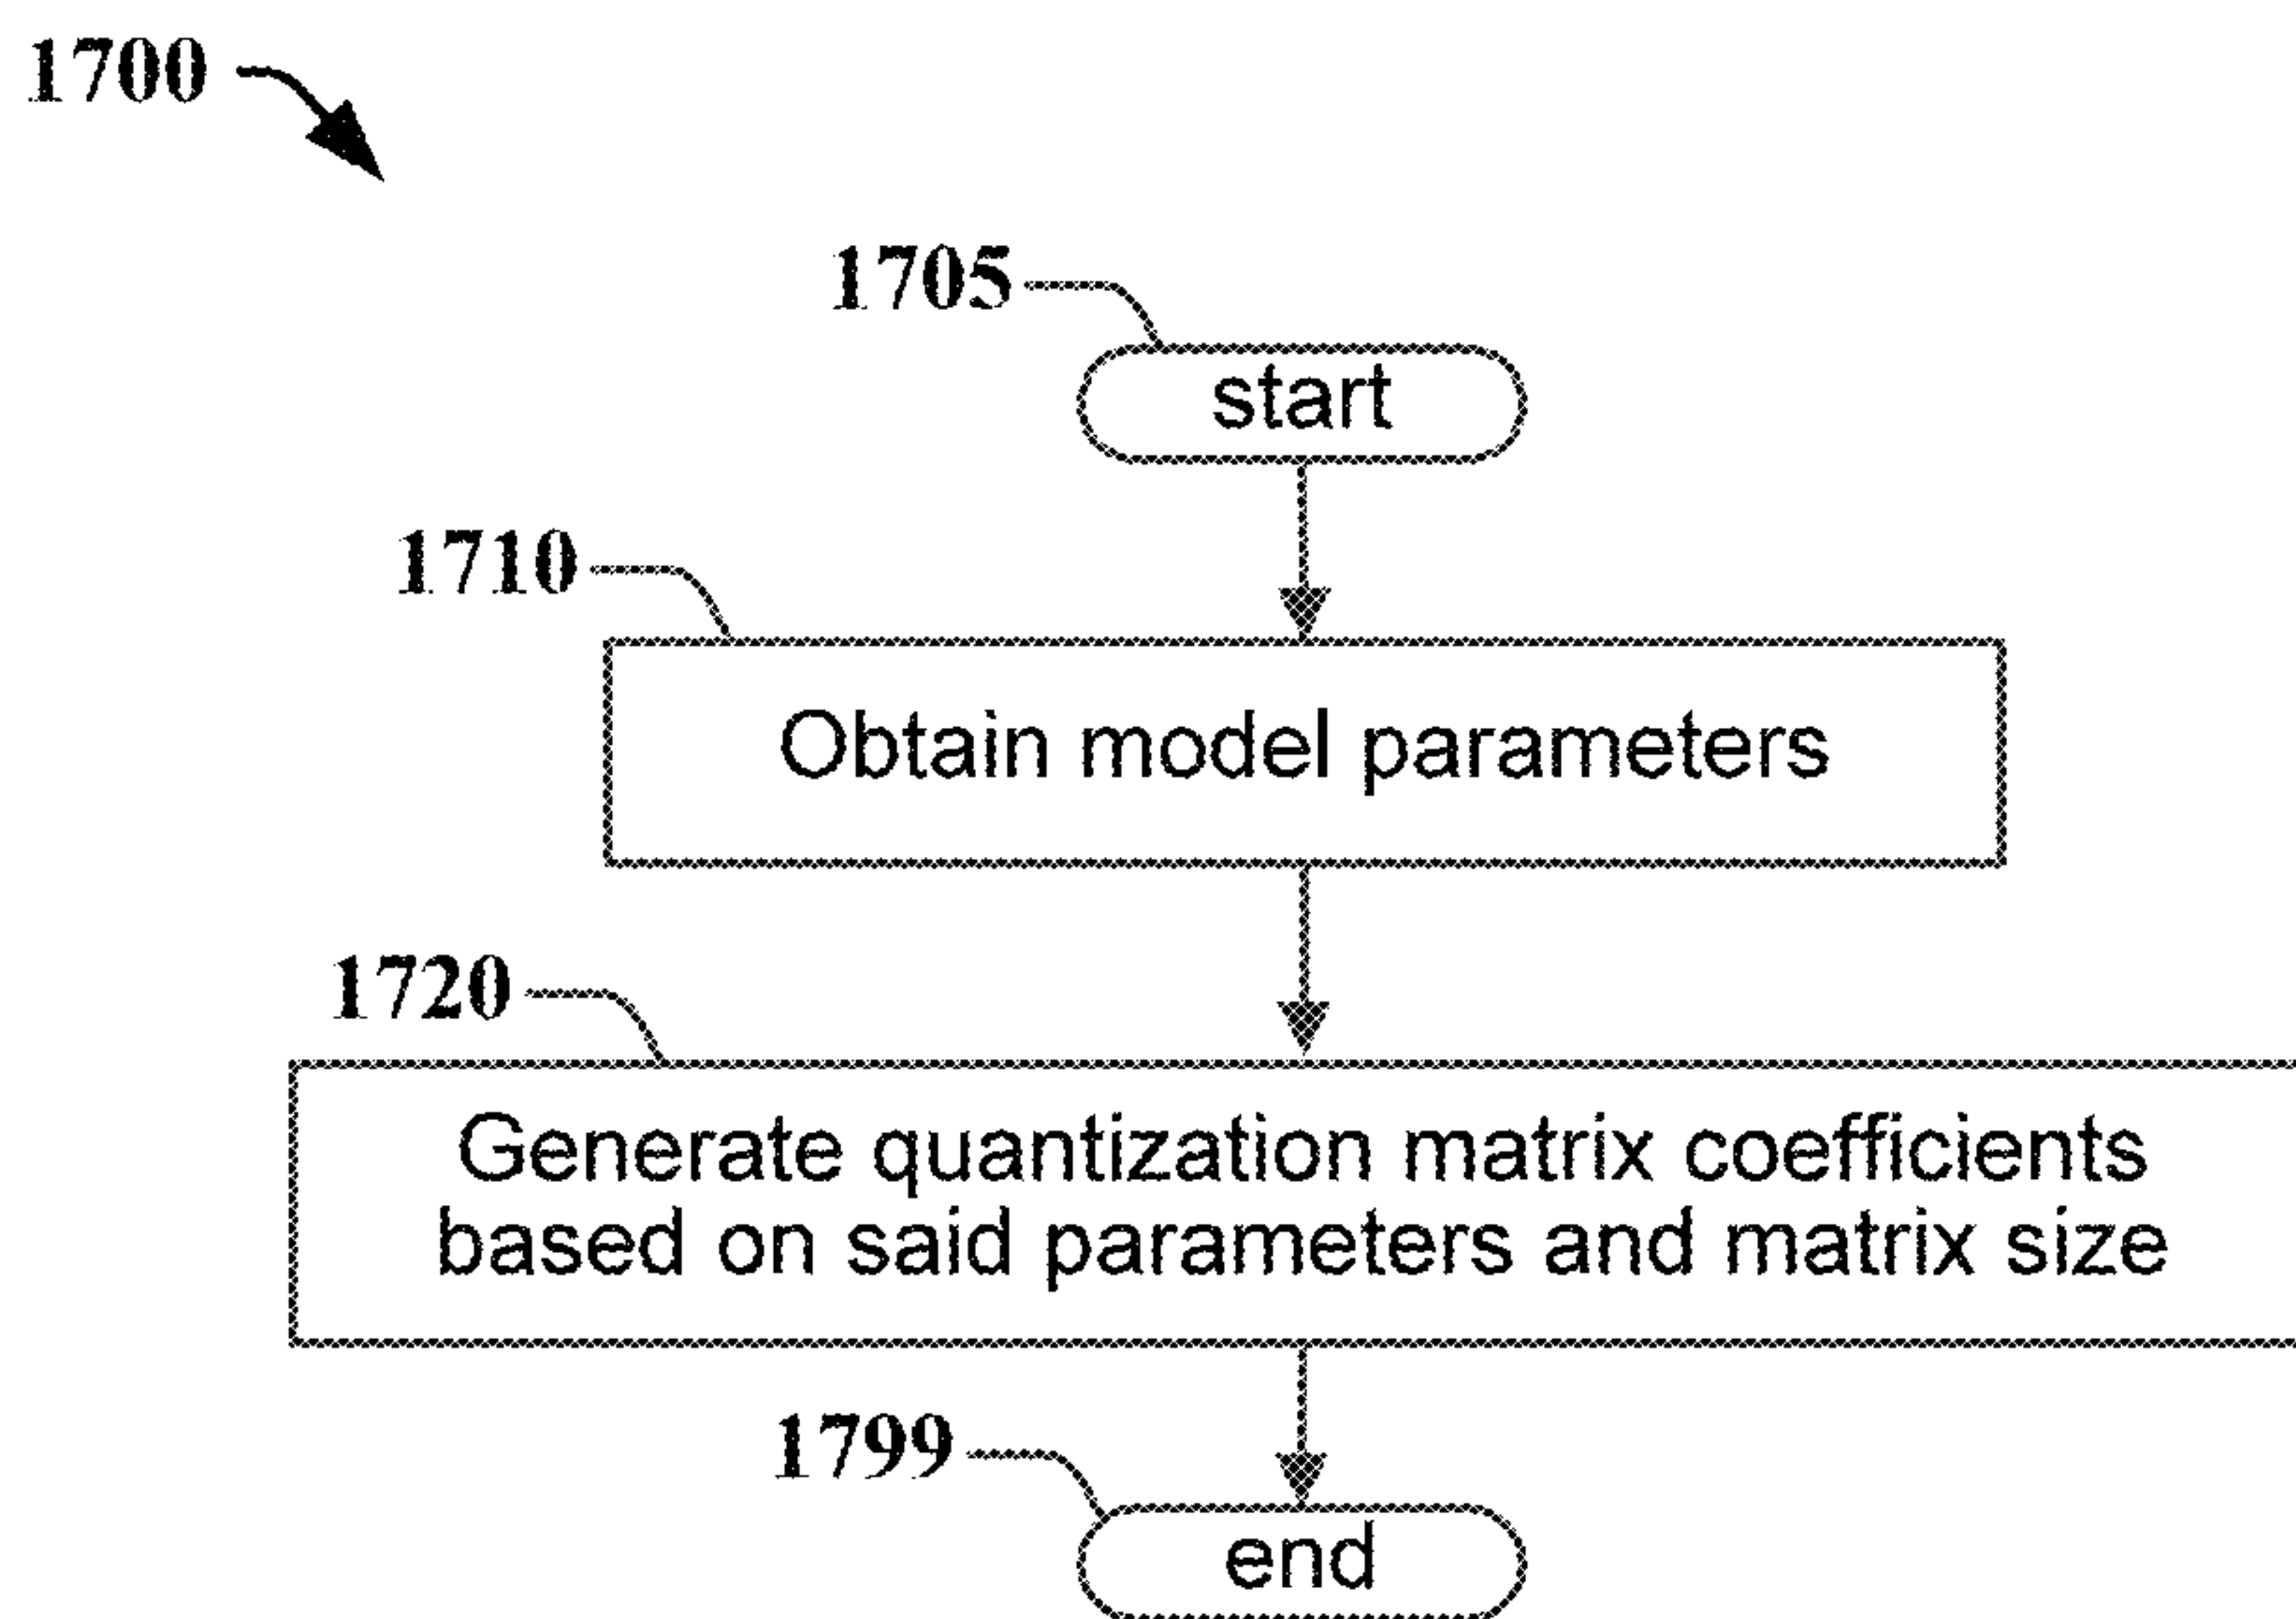 1700
1705
start
1710
Obtain model parameters
1720
Generate quantization matrix coefficients
based on said parameters and matrix size
1799
end